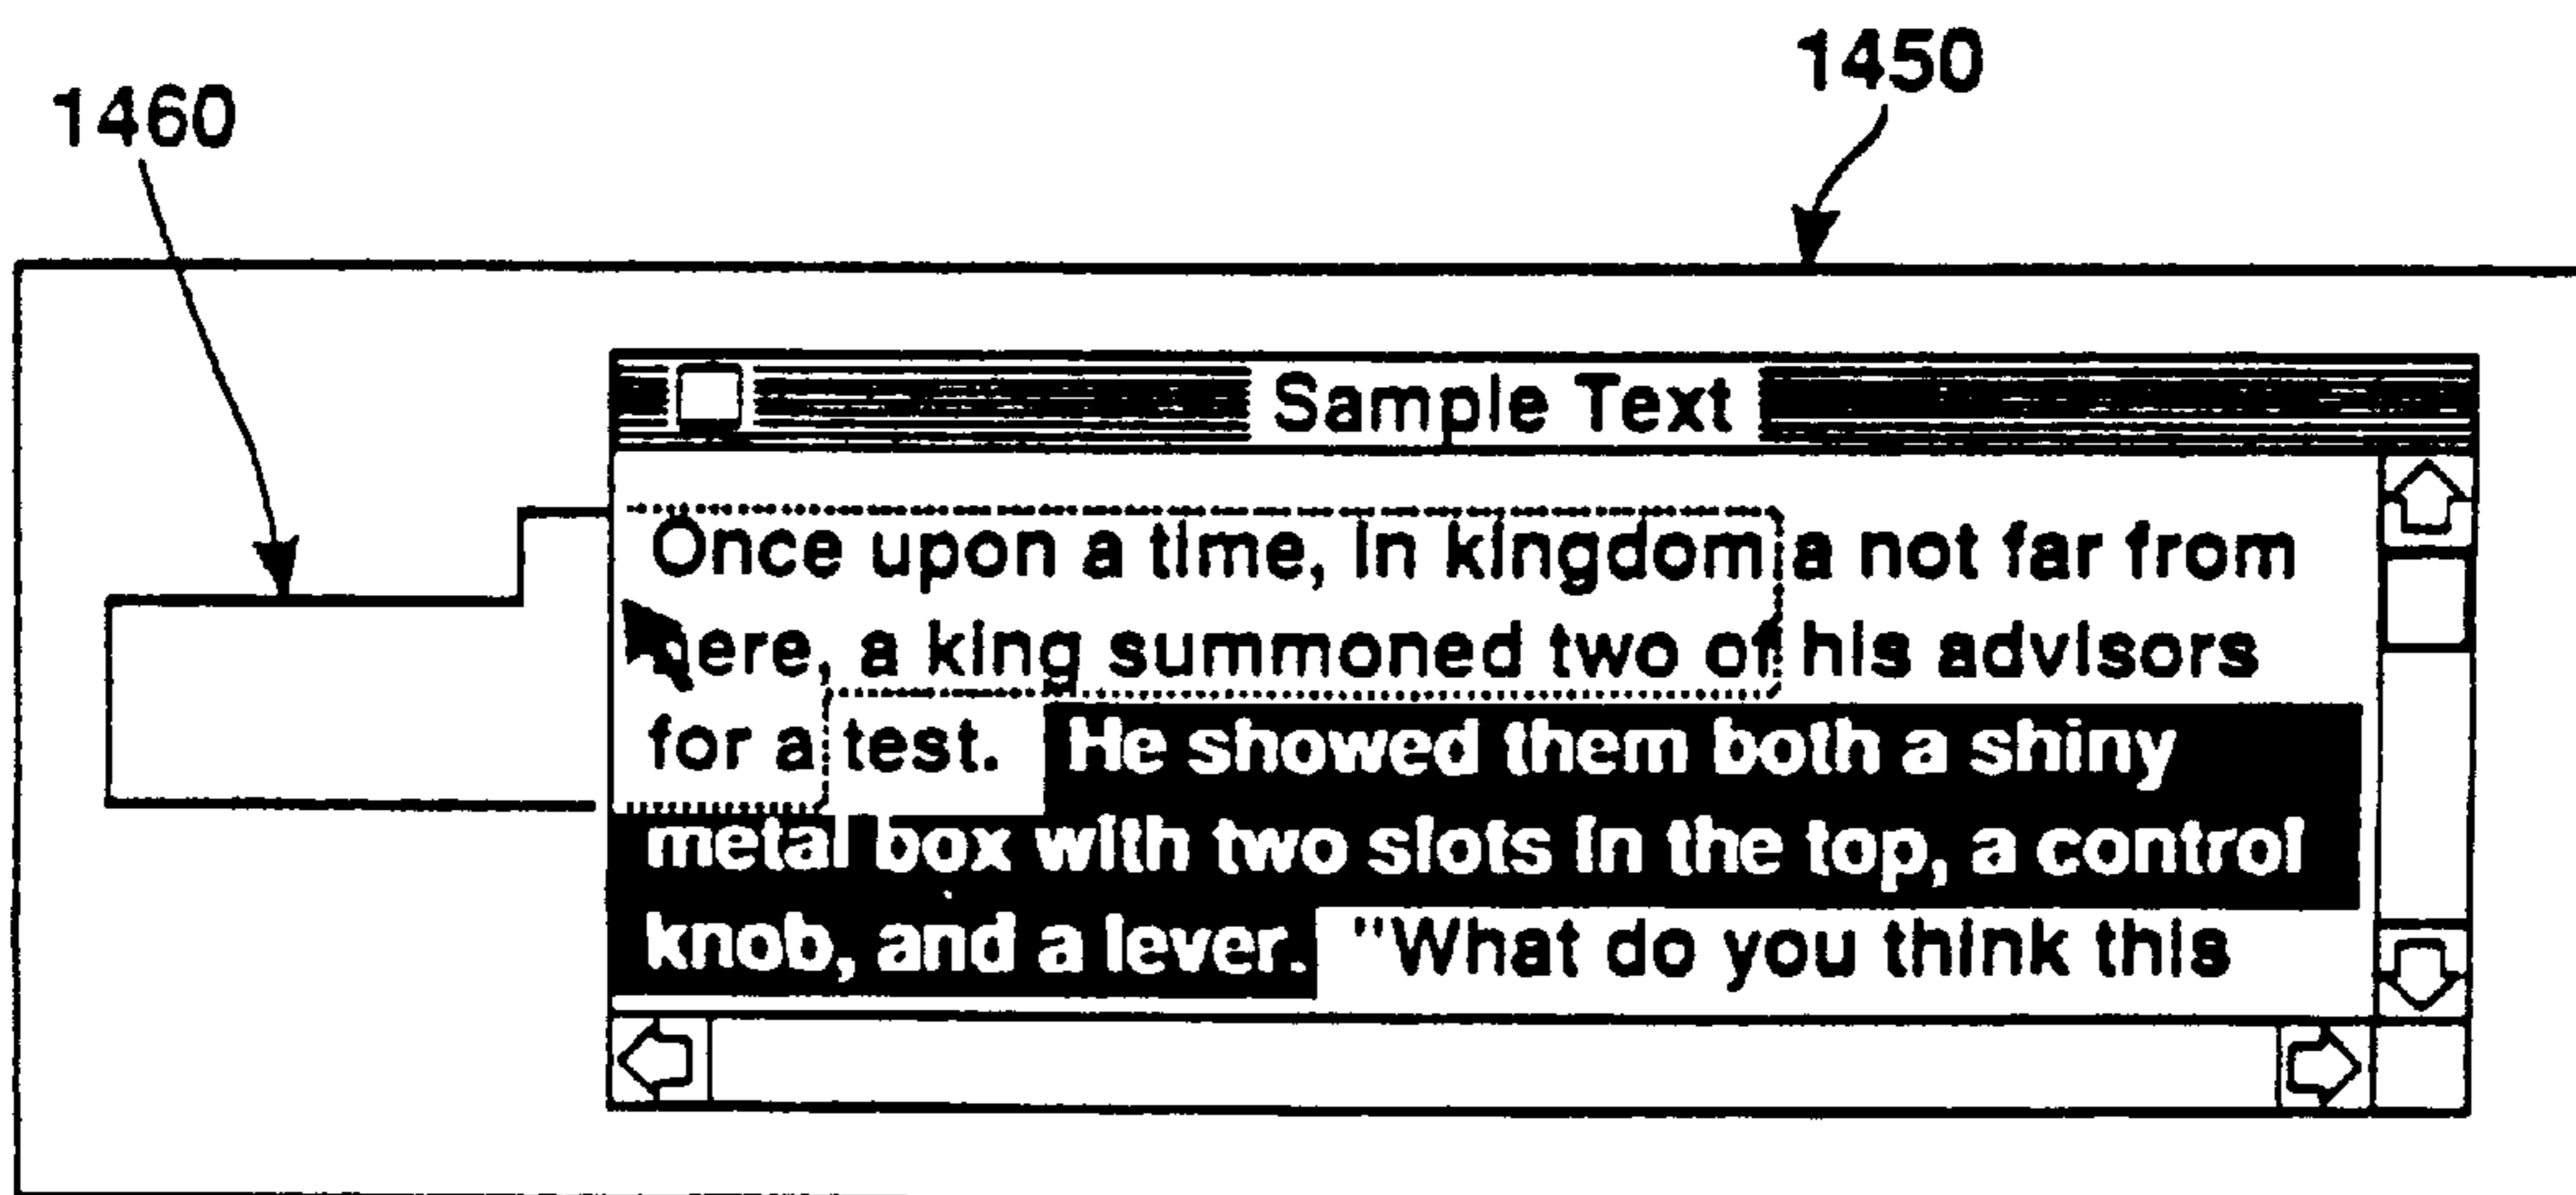 1450
1460
Sample Text
Once upon a time, in kingdom a not far from
here, a king summoned two of his advisors
for a test. He showed them both a shiny
metal box with two slots in the top, a control
knob, and a lever. "What do you think this